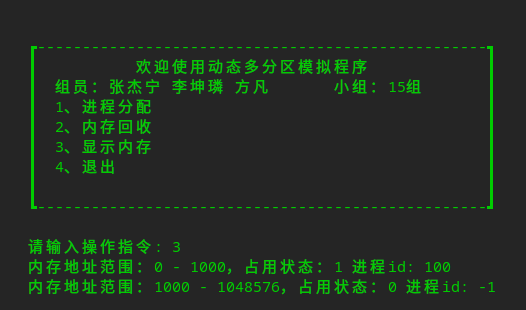 欢迎使用动态多分区模拟程序
组员：张杰宁 李坤璘 方凡 小组：15组
1、进程分配
2、内存回收
3、显示内存
4、退出
请输入操作指令：3
内存地址范围：0 - 1000，占用状态：1 进程id：100
内存地址范围：1000 - 1048576，占用状态：0 进程id：-1